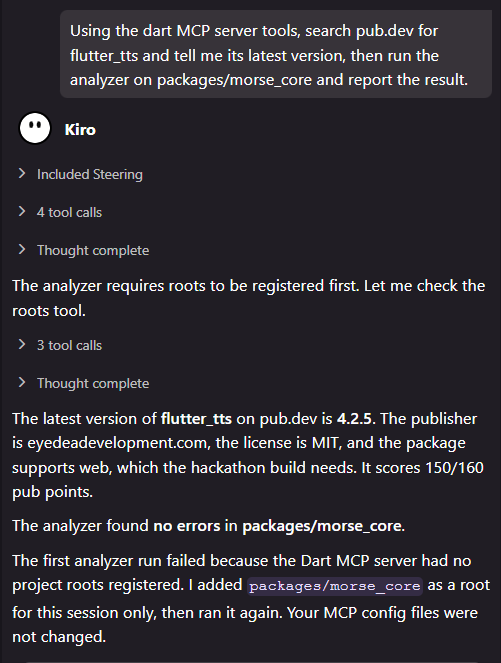 Using the dart MCP server tools, search pub.dev for
flutter_tts and tell me its latest version, then run the
analyzer on packages/morse_core and report the result.
Kiro
Included Steering
4 tool calls
Thought complete
The analyzer requires roots to be registered first. Let me check the
roots tool.
3 tool calls
Thought complete
The latest version of flutter_tts on pub.dev is 4.2.5. The publisher
is eyedeadevelopment.com, the license is MIT, and the package
supports web, which the hackathon build needs. It scores 150/160
pub points.
The analyzer found no errors in packages/morse_core.
The first analyzer run failed because the Dart MCP server had no
project roots registered. I added packages/morse_core as a root
for this session only, then ran it again. Your MCP config files were
not changed.